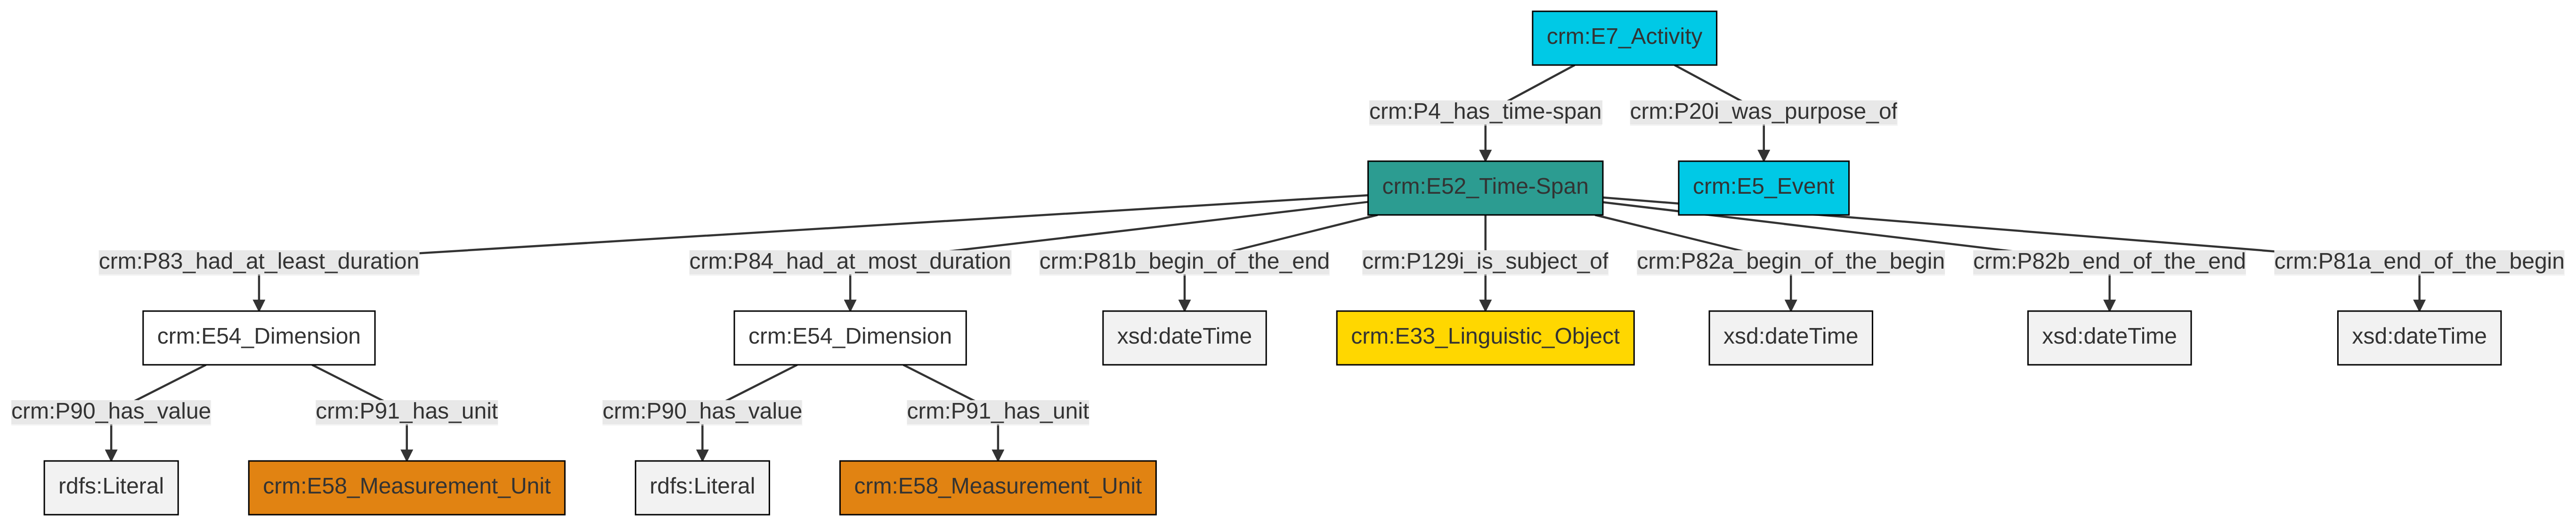 crm:E7_Activity
crm:P4_has_time-span
crm:P20i_was_purpose_of
crm:E52_Time-Span
crm:E5_Event
crm:P83_had_at_least_duration
crm:P84_had_at_most_duration
crm:P81b_begin_of_the_end
crm:P129i_is_subject_of
crm:P82a_begin_of_the_begin
crm:P82b_end_of_the_end
crm:P81a_end_of_the_begin
crm:E54_Dimension
crm:E54_Dimension
xsd:dateTime
crm:E33_Linguistic_Object
xsd:dateTime
xsd:dateTime
xsd:dateTime
crm:P90_has_value
crm:P91_has_unit
crm:P90_has_value
crm:P91_has_unit
rdfs:Literal
crm:E58_Measurement_Unit
rdfs:Literal
crm:E58_Measurement_Unit